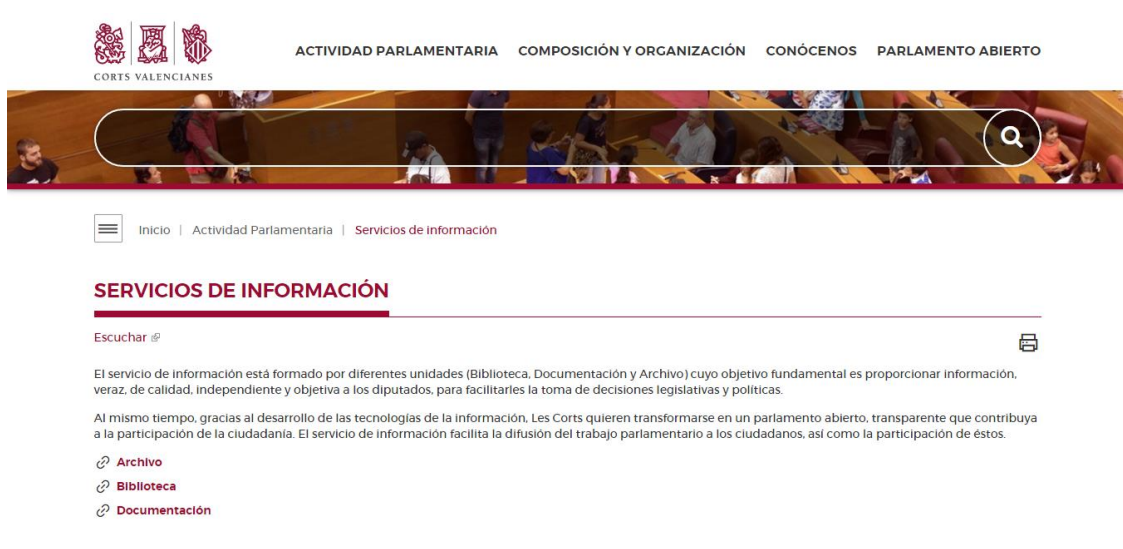 CORTS VALENCIANES
ACTIVIDAD PARLAMENTARIA COMPOSICIÓN Y ORGANIZACIÓN CONÓCENOS PARLAMENTO ABIERTO
Inicio | Actividad Parlamentaria | Servicios de información
SERVICIOS DE INFORMACIÓN
Escuchar
El servicio de información está formado por diferentes unidades (Biblioteca, Documentación y Archivo) cuyo objetivo fundamental es proporcionar información,
veraz, de calidad, independiente y objetiva a los diputados, para facilitarles la toma de decisiones legislativas y políticas.
Al mismo tiempo, gracias al desarrollo de las tecnologías de la información, Les Corts quieren transformarse en un parlamento abierto, transparente que contribuya
a la participación de la ciudadanía. El servicio de información facilita la difusión del trabajo parlamentario a los ciudadanos, así como la participación de éstos.
Archivo
Biblioteca
Documentación